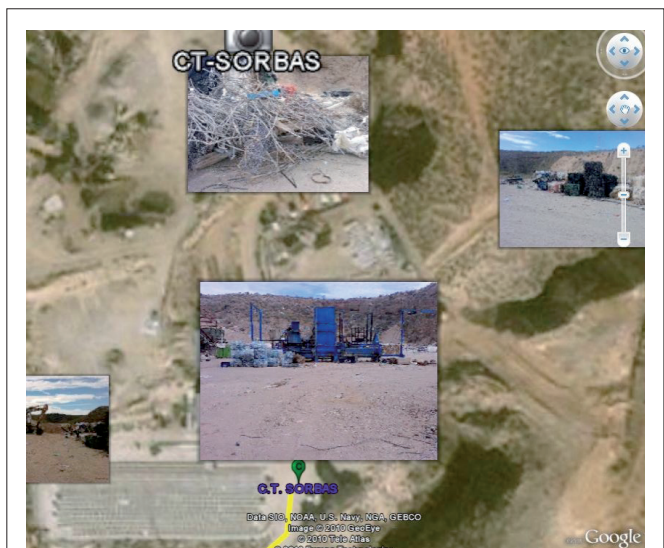 CT-SORBAS
C
C.T. SORBAS
Data SIO, NOAA, U.S. Navy, NGA, GEBCO
Image © 2010 GeoEye
© 2010 Tele Atlas
Google